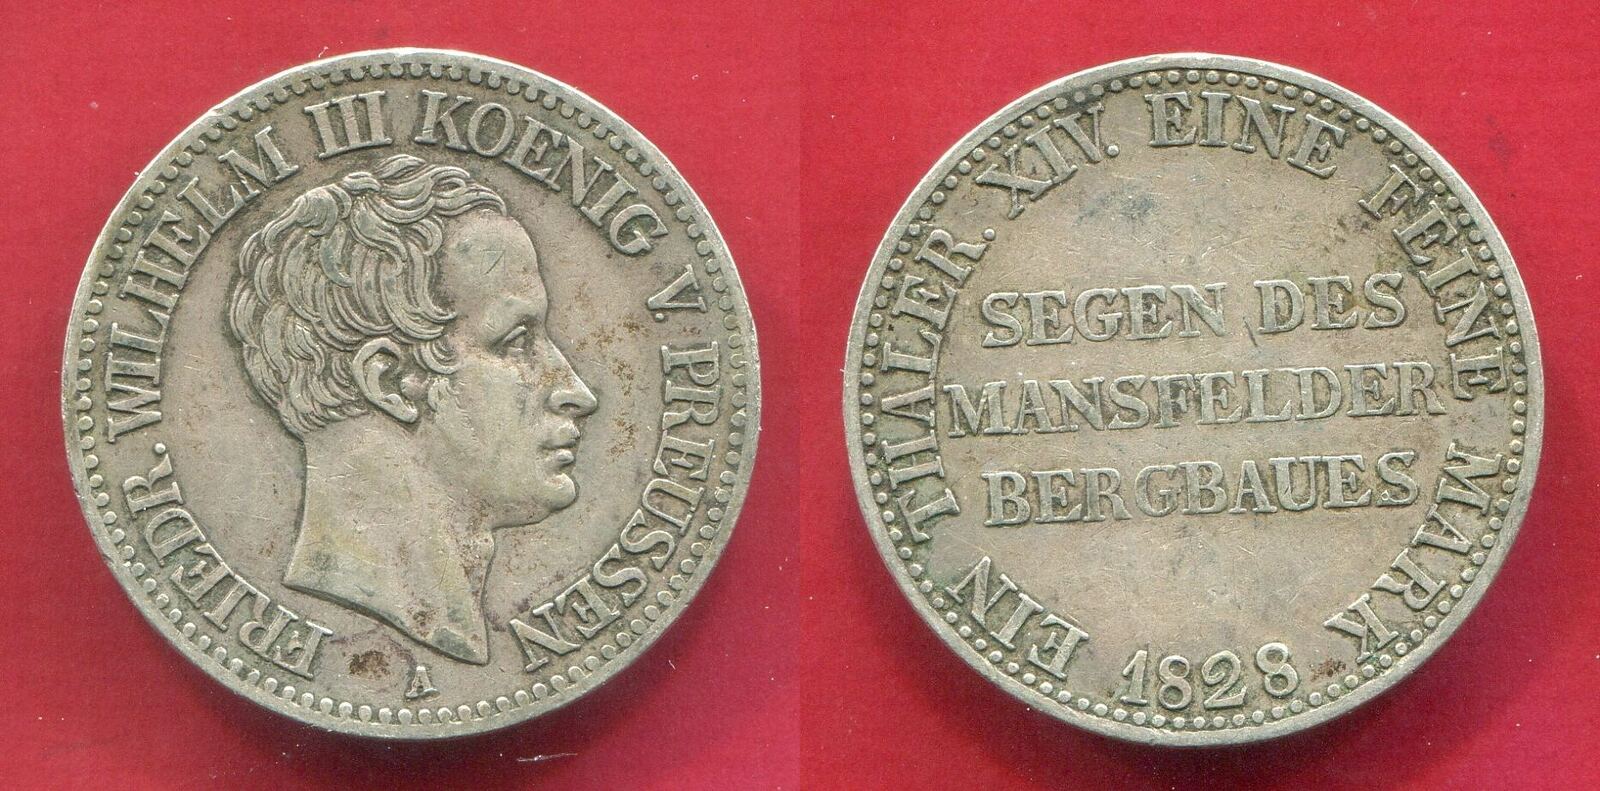 FRIEDR. WILHELM III KOENIG V. PREUSSEN
A
EIN THALER. XIV. EINE FEINE MARK
SEGEN DES
MANSFELDER
BERGBAUES
1828